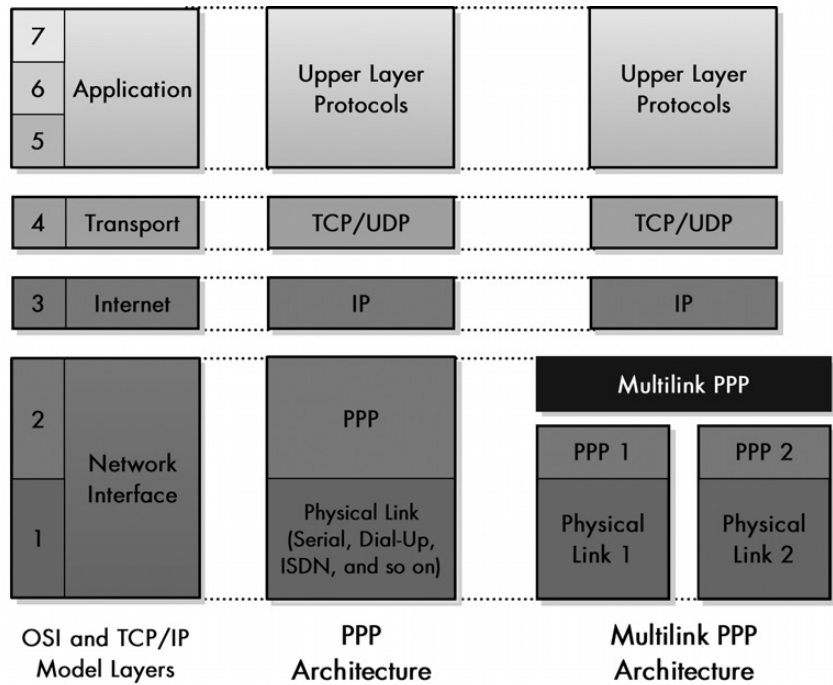 7
6
5
Application
Upper Layer
Protocols
Upper Layer
Protocols
4
Transport
TCP/UDP
TCP/UDP
3
Internet
IP
IP
2
1
Network
Interface
PPP
Physical Link
(Serial, Dial-Up,
ISDN, and so on)
Multilink PPP
PPP 1
PPP 2
Physical
Link 1
Physical
Link 2
OSI and TCP/IP
Model Layers
PPP
Architecture
Multilink PPP
Architecture